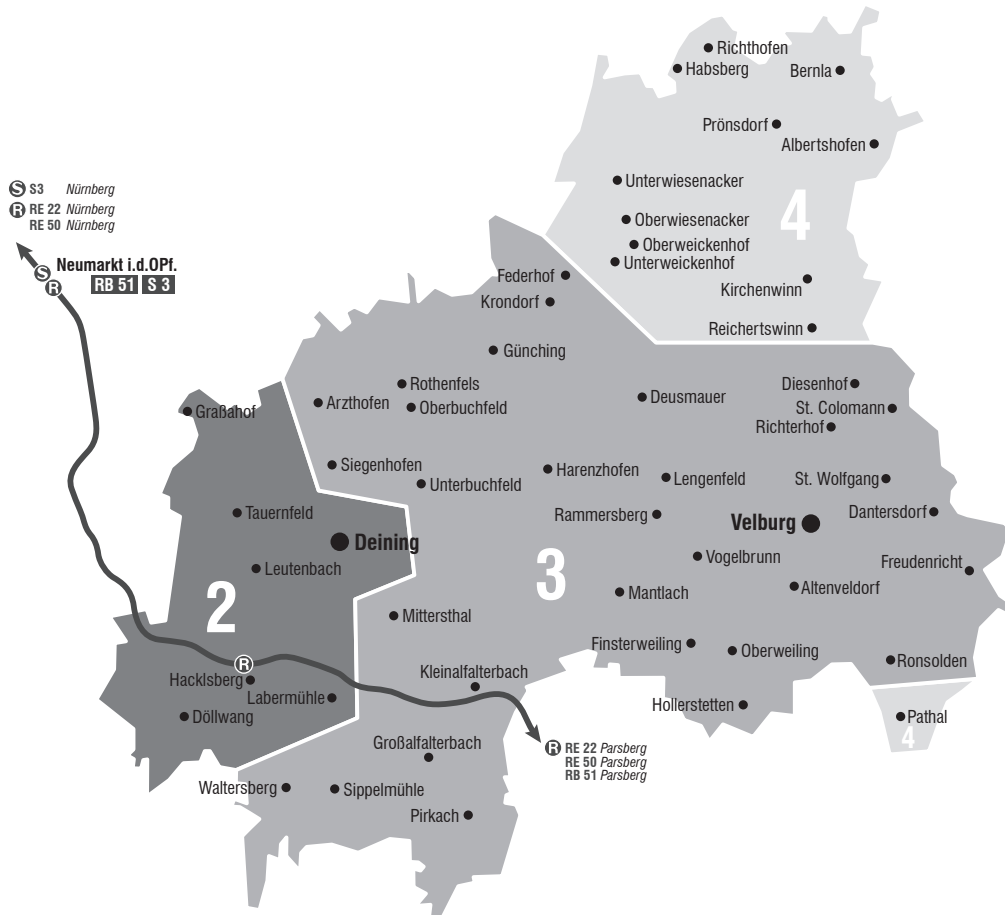 Richthofen
Habsberg
Bernla
Prönsdorf
Albertshofen
S S3 Nürnberg
R RE 22 Nürnberg
RE 50 Nürnberg
Unterwiesenacker
4
Oberwiesenacker
Oberweickenhof
Unterweickenhof
S
R
Neumarkt i.d.OPf.
RB 51 S 3
Federhof
Kirchenwinn
Krondorf
Reichertswinn
Günching
Rothenfels
Diesenhof
Deusmauer
Arzthofen
Oberbuchfeld
St. Colomann
Graßahof
Richterhof
Siegenhofen
Harenzhofen
Lengenfeld
St. Wolfgang
Unterbuchfeld
Tauernfeld
Rammersberg
Velburg
Dantersdorf
Deining
Vogelbrunn
Freudenricht
Leutenbach
3
Altenveldorf
Mantlach
2
Mittersthal
Finsterweiling
Oberweiling
Ronsolden
R
Hacklsberg
Kleinalfalterbach
Labermühle
Hollerstetten
Döllwang
Pathal
4
Großalfalterbach
R RE 22 Parsberg
RE 50 Parsberg
RB 51 Parsberg
Waltersberg
Sippelmühle
Pirkach